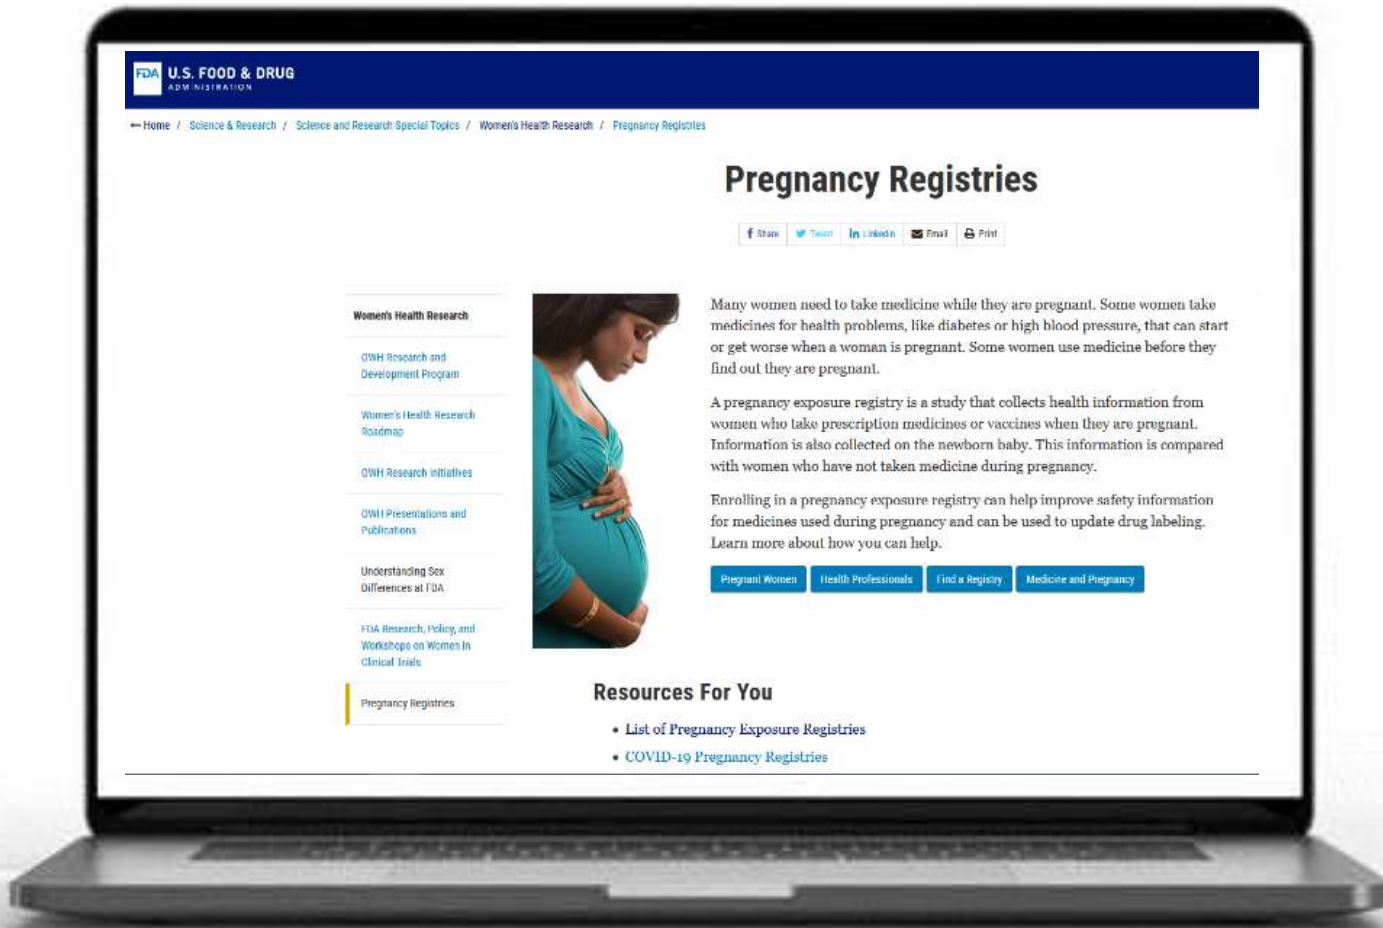 FDA U.S. FOOD & DRUG
ADMINISTRATION
← Home / Science & Research / Science and Research Special Topics / Women's Health Research / Pregnancy Registries
Pregnancy Registries
Share Tweet in Linkedin Email Print
Women's Health Research
OWH Research and
Development Program
Women's Health Research
Roadmap
OWH Research Initiatives
OWH Presentations and
Publications
Understanding Sex
Differences at FDA
FDA Research, Policy, and
Workshops on Women in
Clinical Trials
Pregnancy Registries
Many women need to take medicine while they are pregnant. Some women take
medicines for health problems, like diabetes or high blood pressure, that can start
or get worse when a woman is pregnant. Some women use medicine before they
find out they are pregnant.
A pregnancy exposure registry is a study that collects health information from
women who take prescription medicines or vaccines when they are pregnant.
Information is also collected on the newborn baby. This information is compared
with women who have not taken medicine during pregnancy.
Enrolling in a pregnancy exposure registry can help improve safety information
for medicines used during pregnancy and can be used to update drug labeling.
Learn more about how you can help.
Pregnant Women Health Professionals Find a Registry Medicine and Pregnancy
Resources For You
• List of Pregnancy Exposure Registries
• COVID-19 Pregnancy Registries